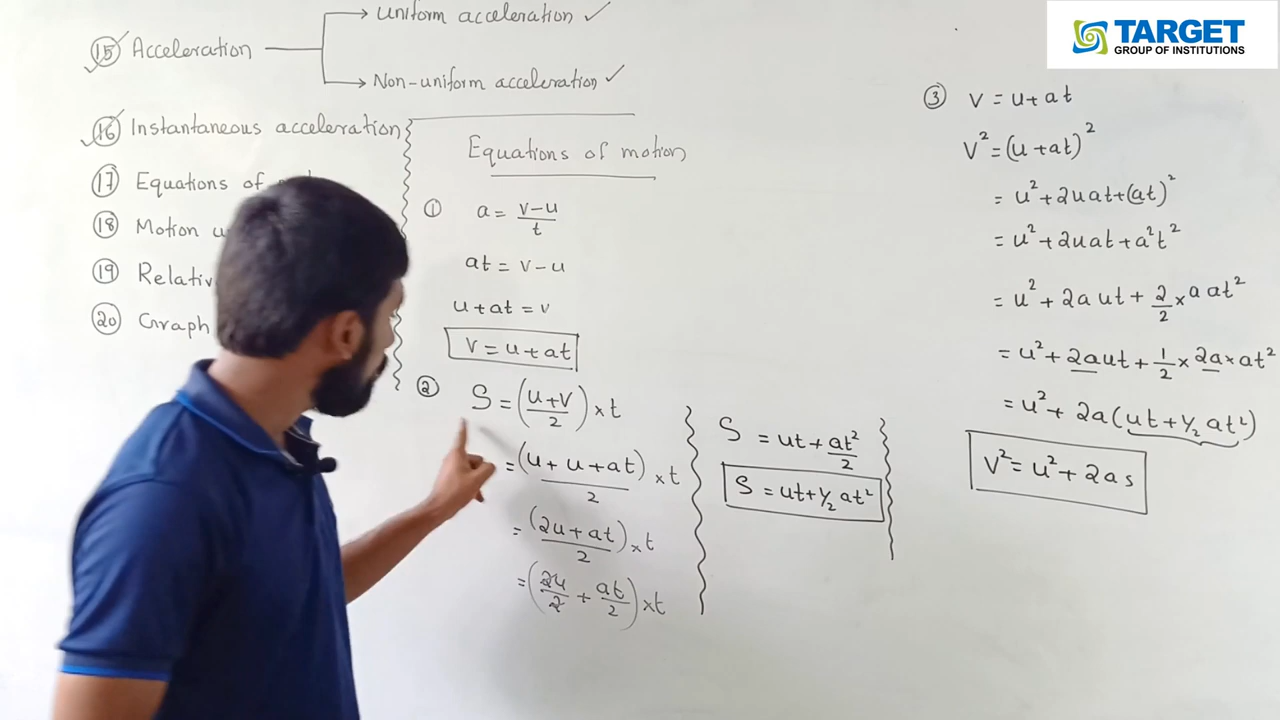 TARGET
GROUP OF INSTITUTIONS
⑮ Acceleration
→ Uniform acceleration ✓
→ Non-uniform acceleration ✓
⑯ Instantaneous acceleration
⑰ Equations of
⑱ Motion
⑲ Relativ
⑳ Graph
Equations of motion
① a = (v-u)/t
at = v - u
u + at = v
v = u + at
② S = ((u+v)/2) × t
= ((u + u + at)/2) × t
= ((2u + at)/2) × t
= (2u/2 + at/2) × t
S = ut + at²/2
S = ut + 1/2 at²
③ v = u + at
v² = (u + at)²
= u² + 2uat + (at)²
= u² + 2uat + a²t²
= u² + 2a ut + 2/2 × a at²
= u² + 2aut + 1/2 × 2a × at²
= u² + 2a(ut + 1/2 at²)
v² = u² + 2as